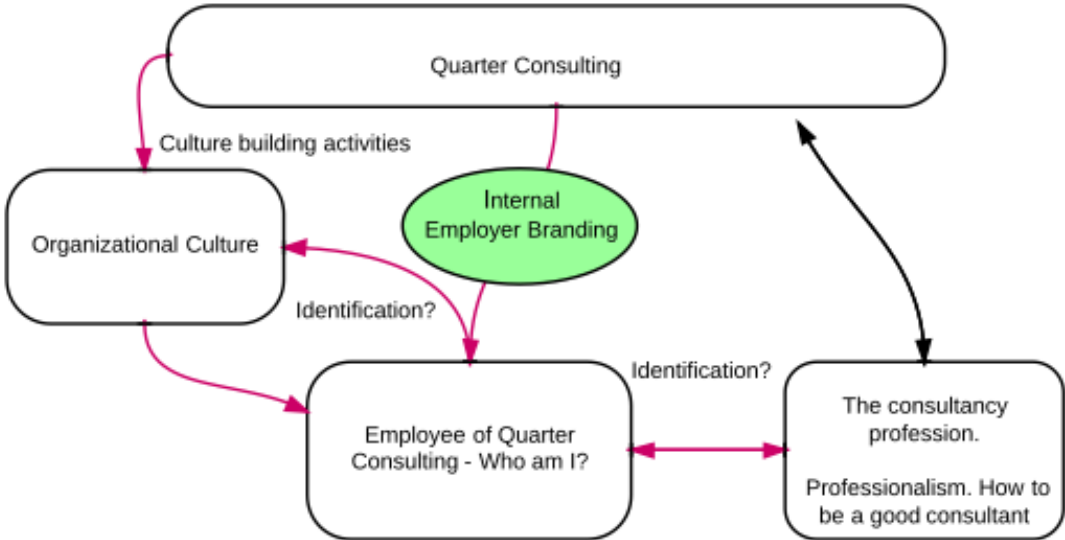 Quarter Consulting
Culture building activities
Internal
Employer Branding
Organizational Culture
Identification?
Identification?
Employee of Quarter
Consulting - Who am I?
The consultancy
profession.
Professionalism. How to
be a good consultant